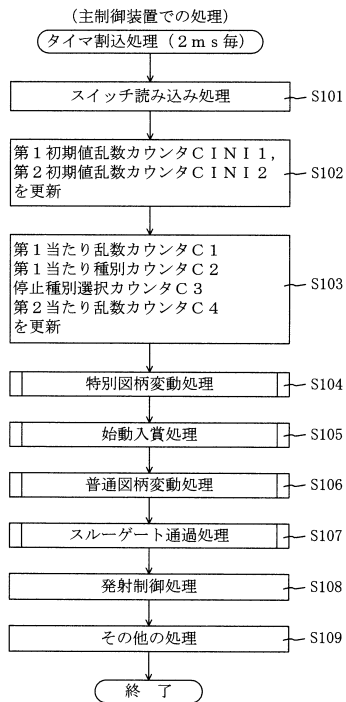 (主制御装置での処理)
タイマ割込処理(2ms毎)
スイッチ読み込み処理
S101
第1初期値乱数カウンタCINI1,
第2初期値乱数カウンタCINI2
を更新
S102
第1当たり乱数カウンタC1
第1当たり種別カウンタC2
停止種別選択カウンタC3
第2当たり乱数カウンタC4
を更新
S103
特別図柄変動処理
S104
始動入賞処理
S105
普通図柄変動処理
S106
スルーゲート通過処理
S107
発射制御処理
S108
その他の処理
S109
終 了